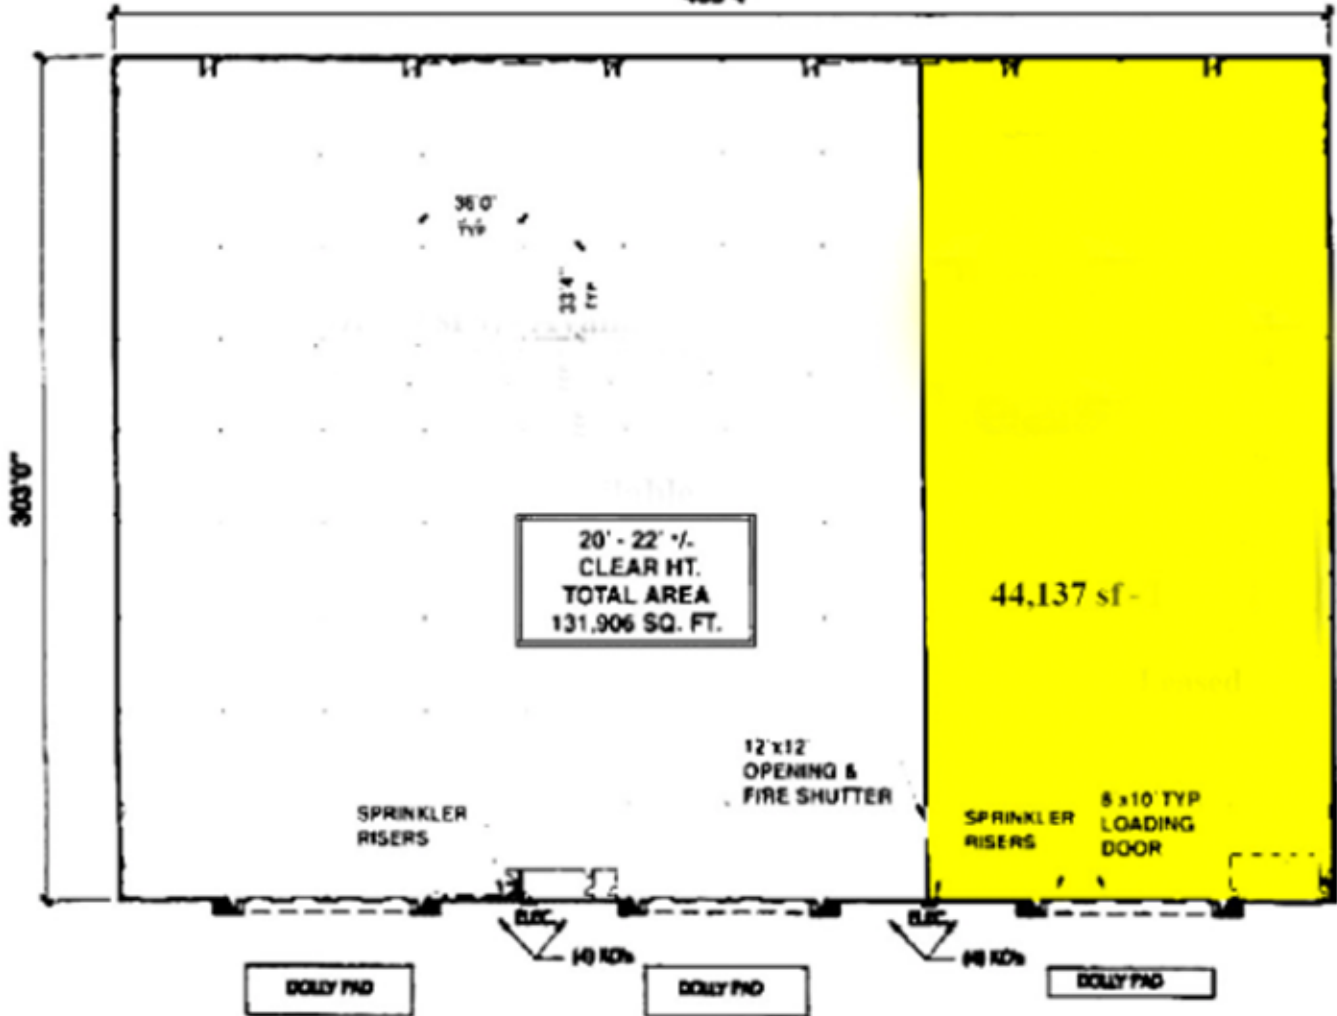 36'0"
TYP
33'4"
TYP
303'0"
20' - 22' +/-
CLEAR HT.
TOTAL AREA
131,906 SQ. FT.
44,137 sf -
Leased
12'x12'
OPENING &
FIRE SHUTTER
SPRINKLER
RISERS
SPRINKLER
RISERS
8'x10' TYP
LOADING
DOOR
ELEC.
ELEC.
DOLLY PAD
DOLLY PAD
DOLLY PAD